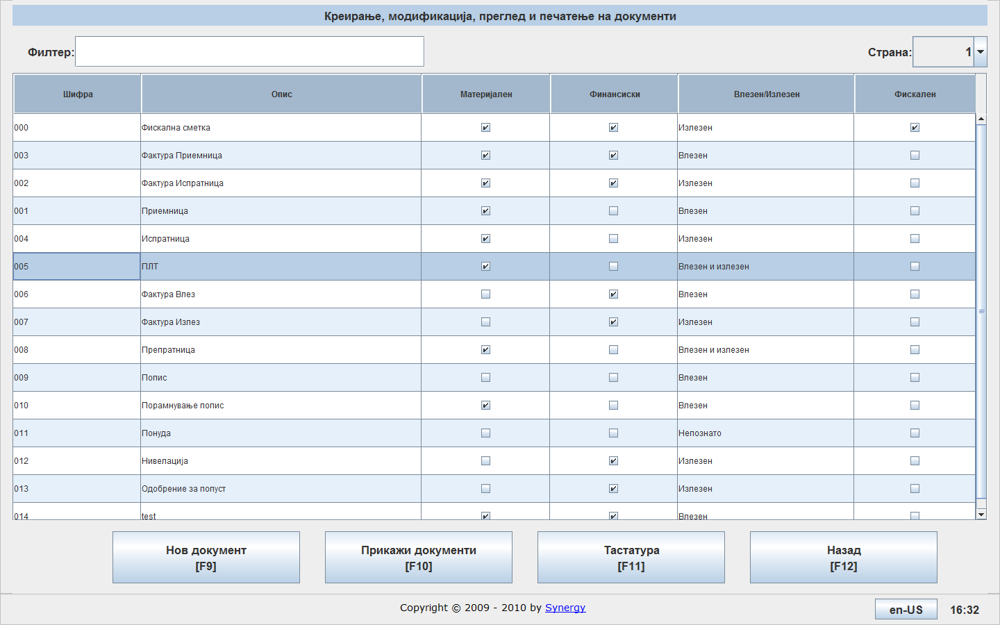 Креирање, модификација, преглед и печатење на документи
Филтер:
Страна: 1
Шифра Опис Материјален Финансиски Влезен/Излезен Фискален
000 Фискална сметка Излезен
003 Фактура Приемница Влезен
002 Фактура Испратница Излезен
001 Приемница Влезен
004 Испратница Излезен
005 ПЛТ Влезен и излезен
006 Фактура Влез Влезен
007 Фактура Излез Излезен
008 Препратница Влезен и излезен
009 Попис Влезен
010 Порамнување попис Влезен
011 Понуда Непознато
012 Нивелација Излезен
013 Одобрение за попуст Излезен
014 test Влезен
Нов документ
[F9]
Прикажи документи
[F10]
Тастатура
[F11]
Назад
[F12]
Copyright © 2009 - 2010 by Synergy
en-US 16:32